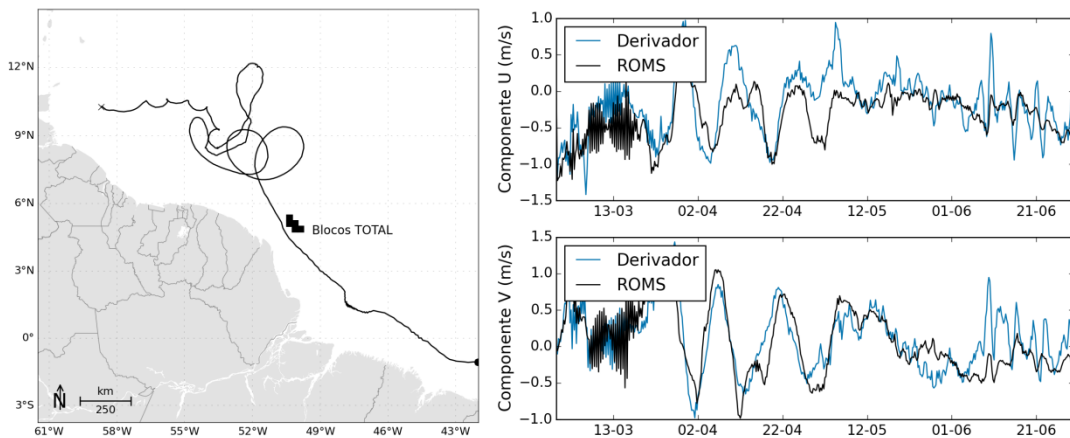 12°N
9°N
6°N
3°N
0°
3°S
61°W
58°W
55°W
52°W
49°W
46°W
43°W
Blocos TOTAL
N
km
250
Componente U (m/s)
1.0
0.5
0.0
-0.5
-1.0
-1.5
Derivador
ROMS
13-03
02-04
22-04
12-05
01-06
21-06
Componente V (m/s)
1.5
1.0
0.5
0.0
-0.5
-1.0
Derivador
ROMS
13-03
02-04
22-04
12-05
01-06
21-06